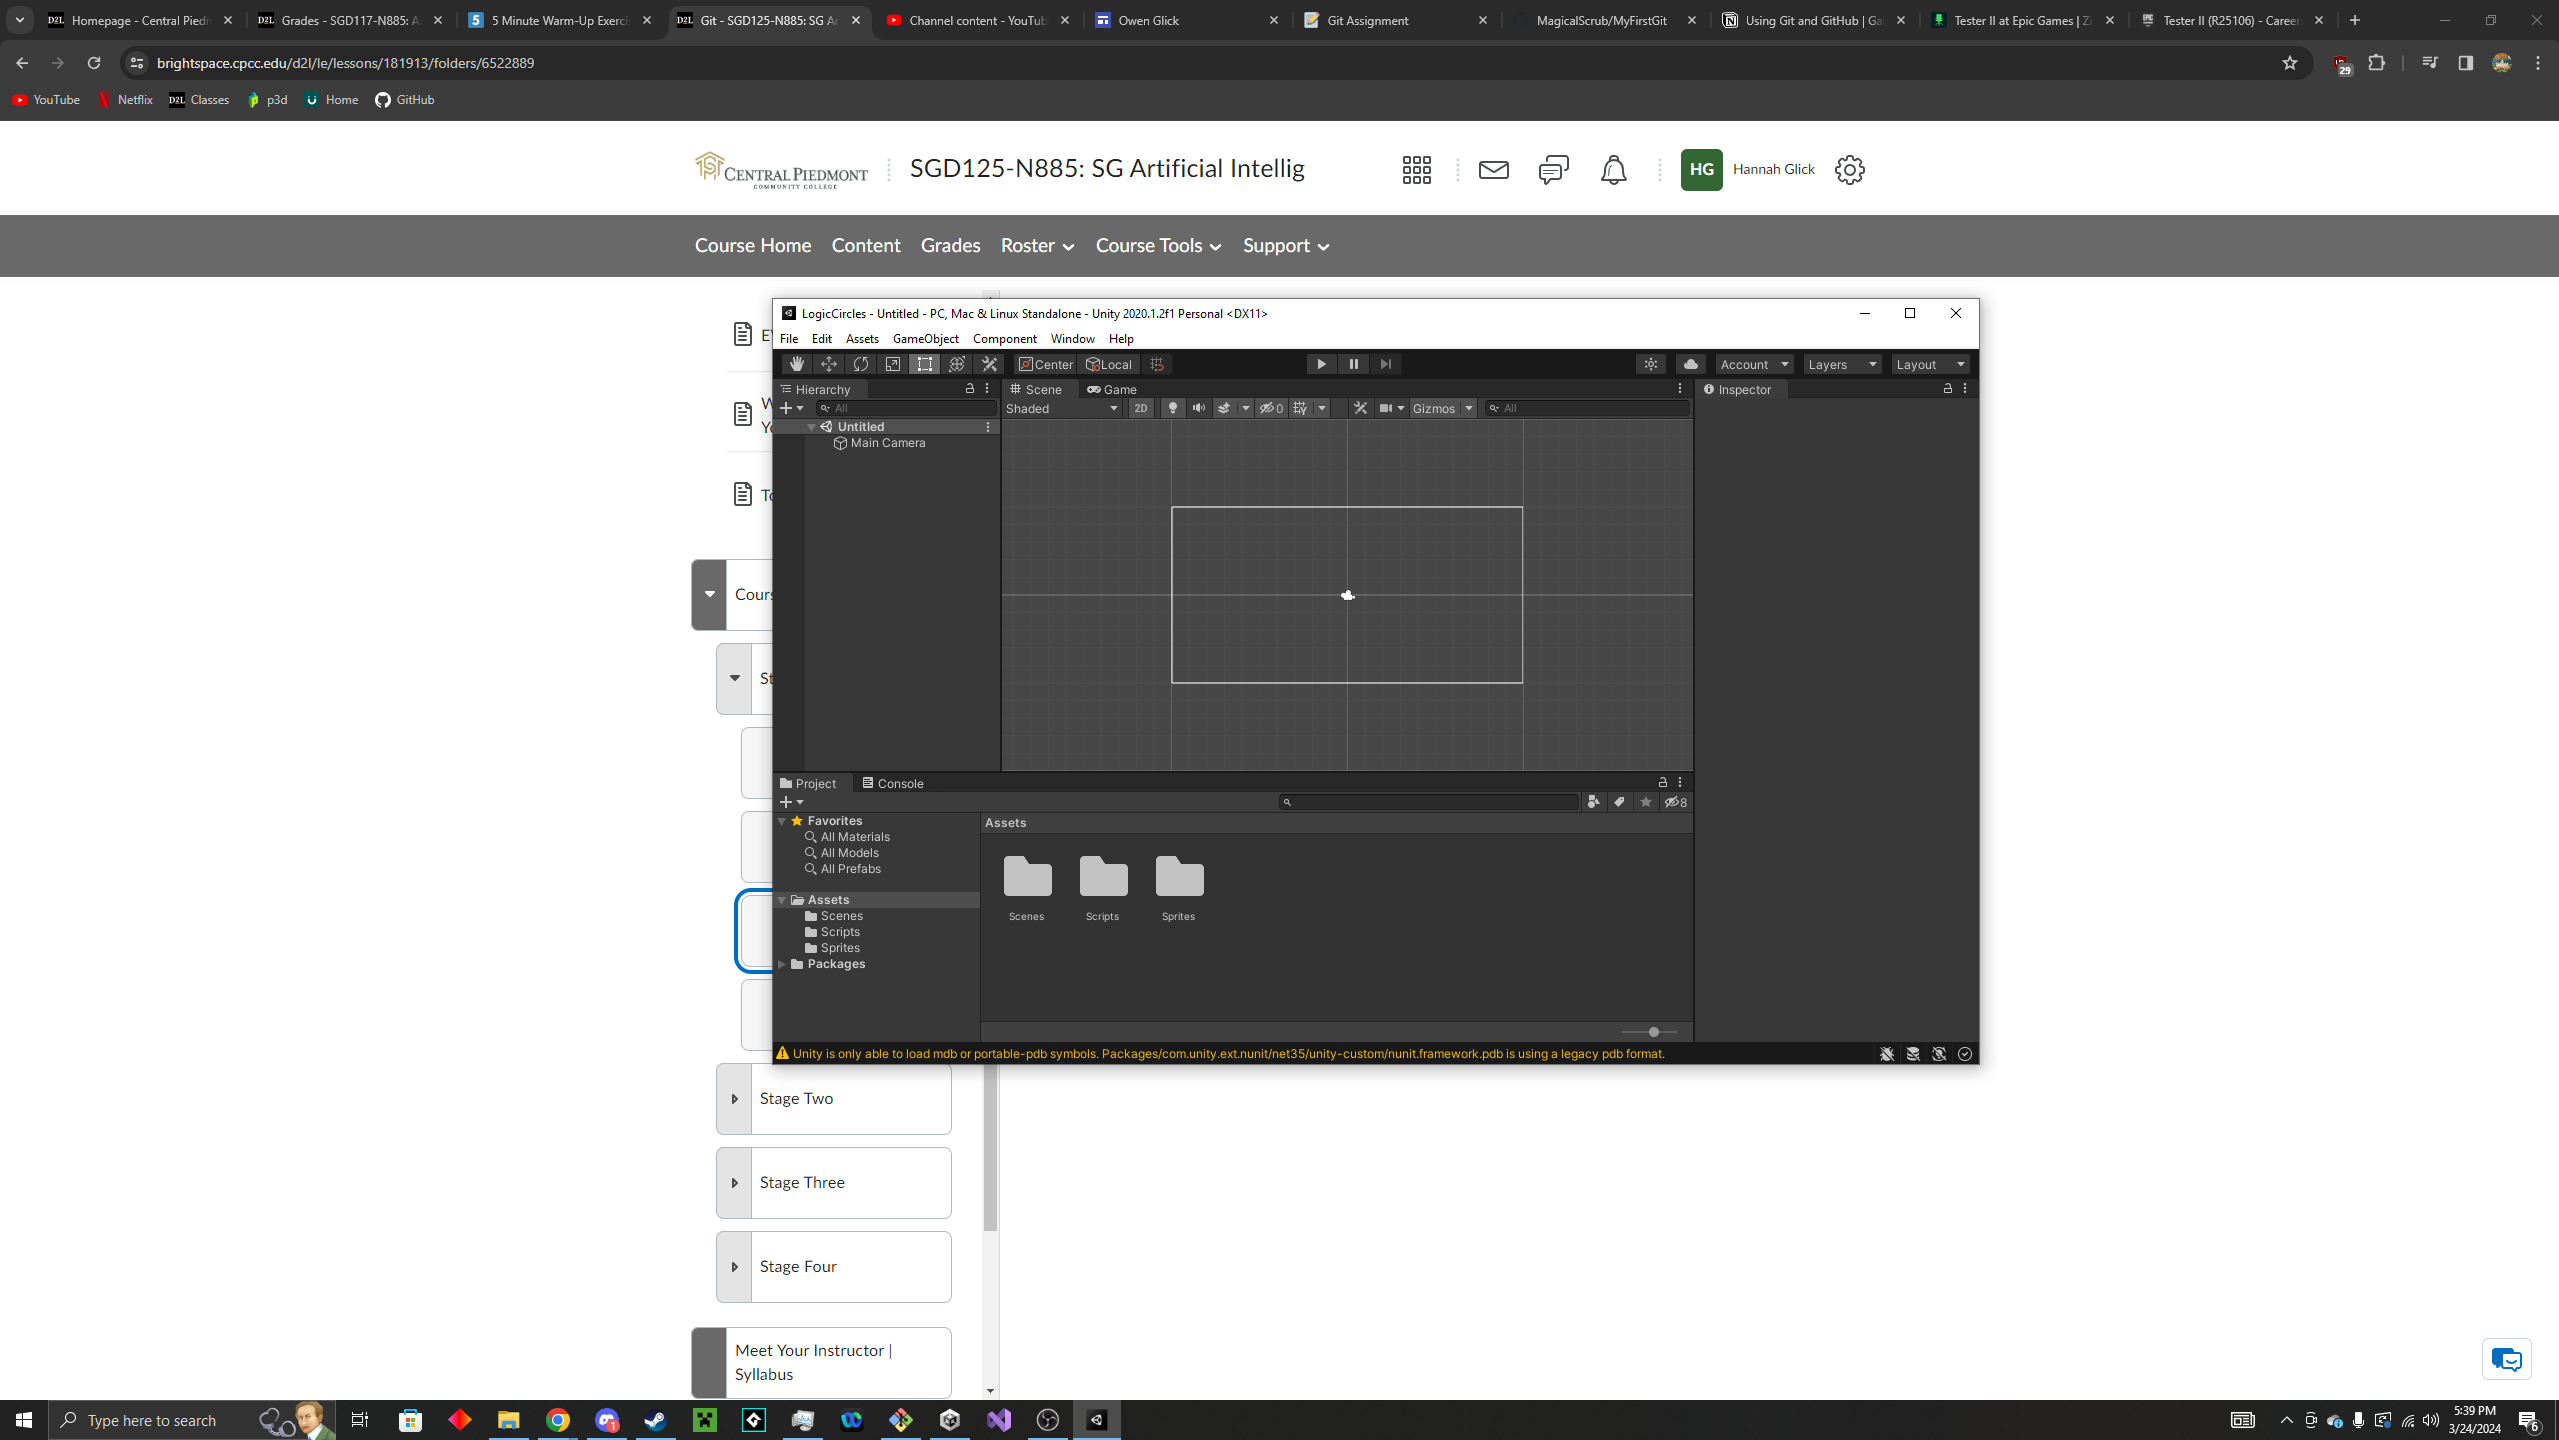 Homepage - Central Piedm
Grades - SGD117-N885: A
5 Minute Warm-Up Exerci
Git - SGD125-N885: SG Ar
Channel content - YouTub
Owen Glick
Git Assignment
MagicalScrub/MyFirstGit
Using Git and GitHub | Ga
Tester II at Epic Games | Zi
Tester II (R25106) - Career
brightspace.cpcc.edu/d2l/le/lessons/181913/folders/6522889
29
YouTube
Netflix
Classes
p3d
Home
GitHub
CENTRAL PIEDMONT
COMMUNITY COLLEGE
SGD125-N885: SG Artificial Intellig
HG
Hannah Glick
Course Home
Content
Grades
Roster
Course Tools
Support
LogicCircles - Untitled - PC, Mac & Linux Standalone - Unity 2020.1.2f1 Personal <DX11>
File Edit Assets GameObject Component Window Help
Center
Local
Account
Layers
Layout
Hierarchy
Scene
Game
Inspector
All
Shaded
2D
0
Gizmos
All
Untitled
Main Camera
Cours
St
Project
Console
8
Favorites
All Materials
All Models
All Prefabs
Assets
Scenes
Scripts
Sprites
Packages
Assets
Scenes
Scripts
Sprites
Unity is only able to load mdb or portable-pdb symbols. Packages/com.unity.ext.nunit/net35/unity-custom/nunit.framework.pdb is using a legacy pdb format.
Stage Two
Stage Three
Stage Four
Meet Your Instructor |
Syllabus
Type here to search
1
5:39 PM
3/24/2024
6